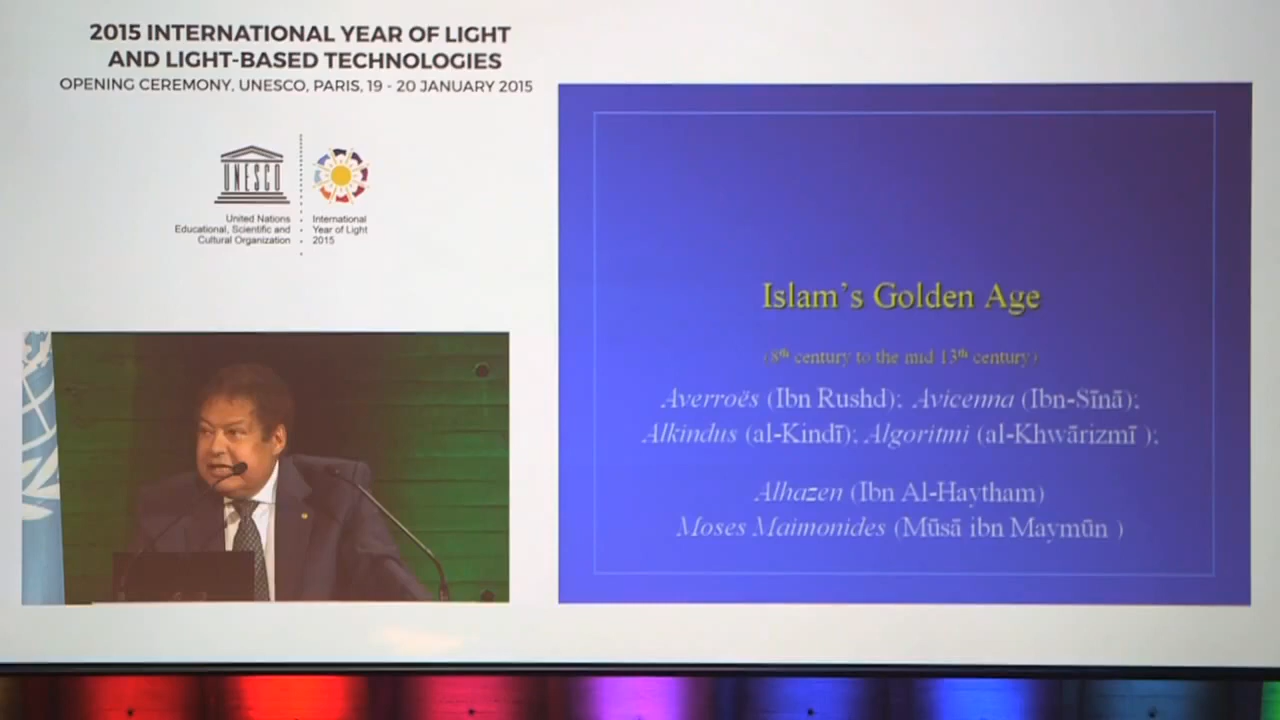 2015 INTERNATIONAL YEAR OF LIGHT
AND LIGHT-BASED TECHNOLOGIES
OPENING CEREMONY, UNESCO, PARIS, 19 - 20 JANUARY 2015
UNESCO
United Nations
Educational, Scientific and
Cultural Organization
International
Year of Light
2015
Islam's Golden Age
(8th century to the mid 13th century)
Averroës (Ibn Rushd); Avicenna (Ibn-Sīnā);
Alkindus (al-Kindī); Algoritmi (al-Khwārizmī );
Alhazen (Ibn Al-Haytham)
Moses Maimonides (Mūsā ibn Maymūn )